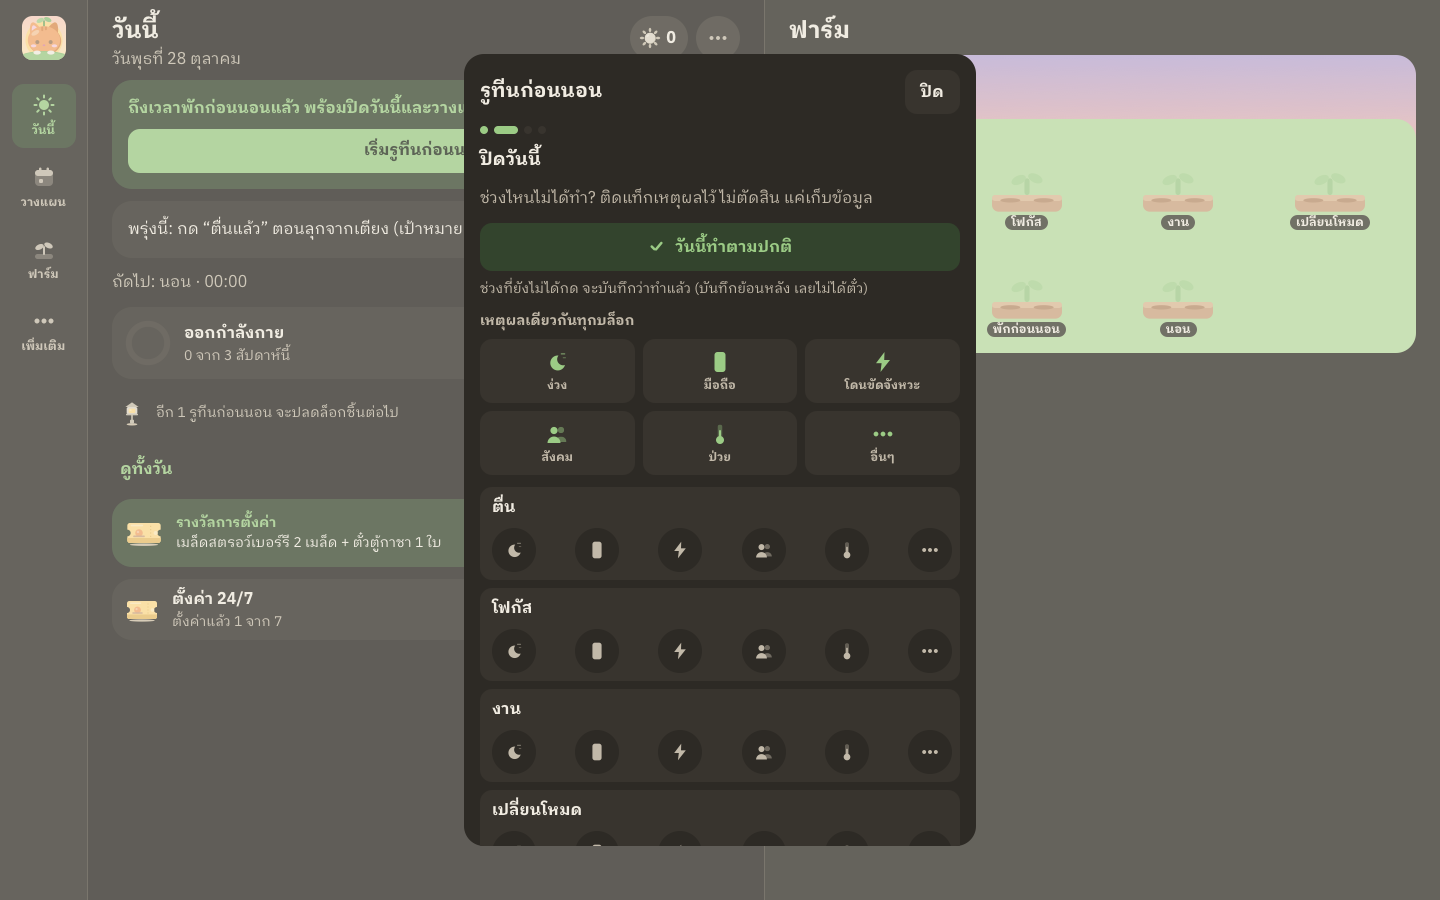 วันนี้
วางแผน
ฟาร์ม
เพิ่มเติม
วันนี้
วันพุธที่ 28 ตุลาคม
0
ถึงเวลาพักก่อนนอนแล้ว พร้อมปิดวันนี้และวาง
เริ่มรูทีนก่อนน
พรุ่งนี้: กด “ตื่นแล้ว” ตอนลุกจากเตียง (เป้าหมาย
ถัดไป: นอน · 00:00
ออกกำลังกาย
0 จาก 3 สัปดาห์นี้
อีก 1 รูทีนก่อนนอน จะปลดล็อกชิ้นต่อไป
ดูทั้งวัน
รางวัลการตั้งค่า
เมล็ดสตรอว์เบอร์รี 2 เมล็ด + ตั๋วตู้กาชา 1 ใบ
ตั้งค่า 24/7
ตั้งค่าแล้ว 1 จาก 7
รูทีนก่อนนอน
ปิด
ปิดวันนี้
ช่วงไหนไม่ได้ทำ? ติดแท็กเหตุผลไว้ ไม่ตัดสิน แค่เก็บข้อมูล
วันนี้ทำตามปกติ
ช่วงที่ยังไม่ได้กด จะบันทึกว่าทำแล้ว (บันทึกย้อนหลัง เลยไม่ได้ตั๋ว)
เหตุผลเดียวกันทุกบล็อก
ง่วง
มือถือ
โดนขัดจังหวะ
สังคม
ป่วย
อื่นๆ
ตื่น
โฟกัส
งาน
เปลี่ยนโหมด
ฟาร์ม
โฟกัส
งาน
เปลี่ยนโหมด
พักก่อนนอน
นอน